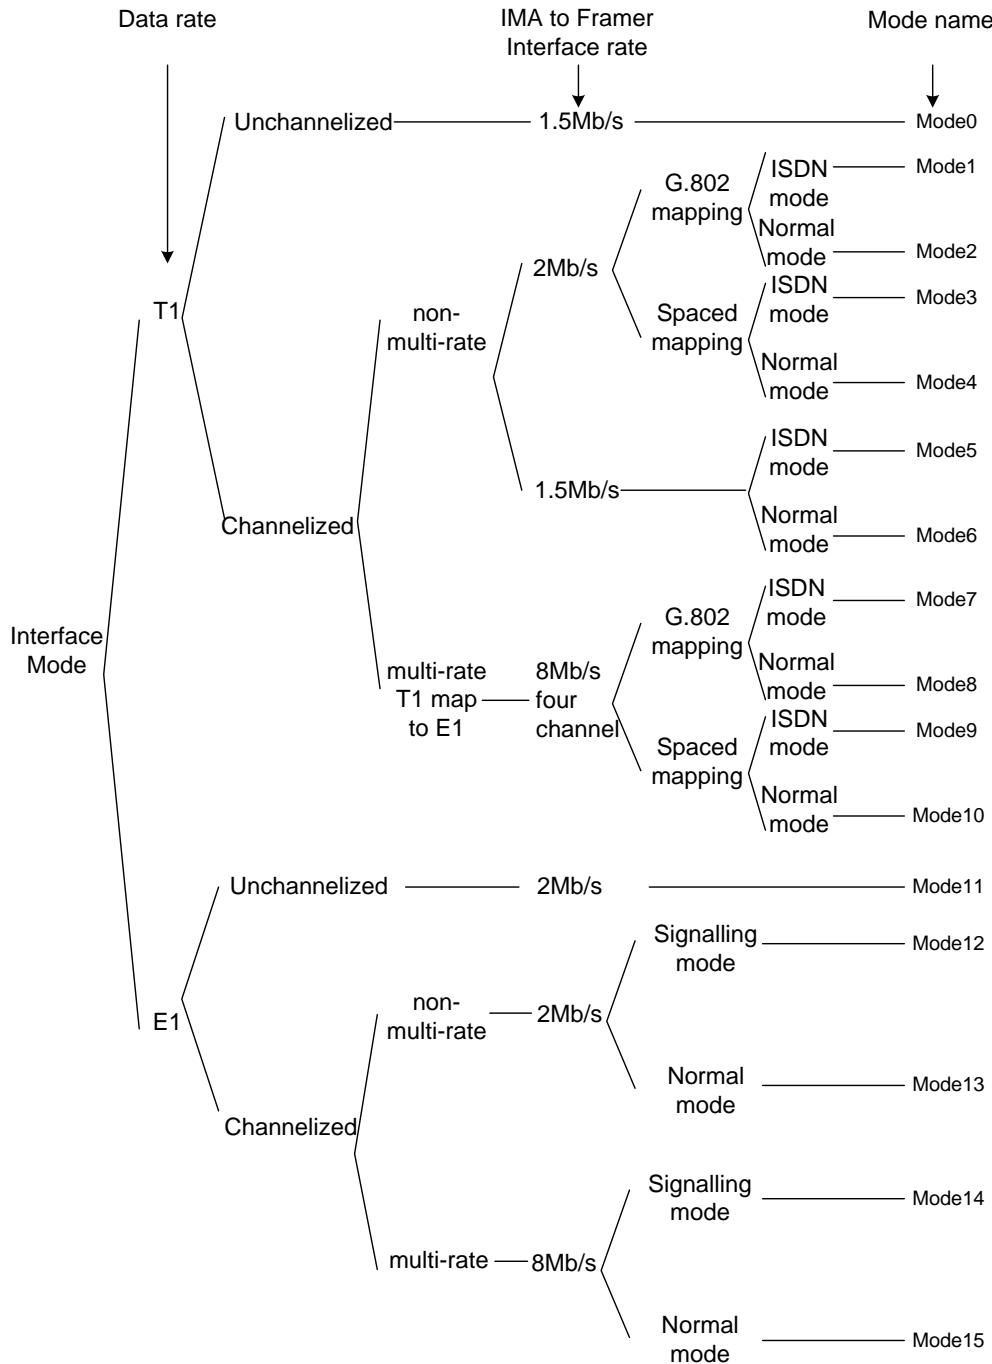 Data rate
IMA to Framer
Interface rate
Mode name
Unchannelized
1.5Mb/s
Mode0
G.802
mapping
ISDN
mode
Mode1
Normal
mode
Mode2
2Mb/s
T1
non-
multi-rate
Spaced
mapping
ISDN
mode
Mode3
Normal
mode
Mode4
1.5Mb/s
ISDN
mode
Mode5
Normal
mode
Mode6
Channelized
Interface
Mode
multi-rate
T1 map
to E1
8Mb/s
four
channel
G.802
mapping
ISDN
mode
Mode7
Normal
mode
Mode8
Spaced
mapping
ISDN
mode
Mode9
Normal
mode
Mode10
Unchannelized
2Mb/s
Mode11
E1
non-
multi-rate
2Mb/s
Signalling
mode
Mode12
Normal
mode
Mode13
Channelized
multi-rate
8Mb/s
Signalling
mode
Mode14
Normal
mode
Mode15